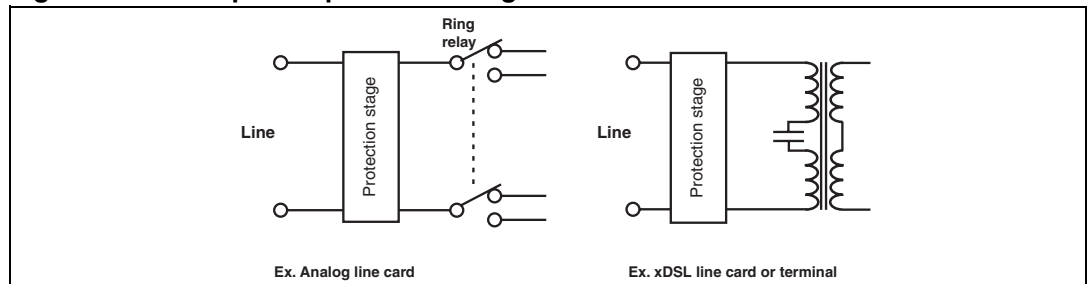 Ring
relay
Line
Protection stage
Ex. Analog line card
Line
Protection stage
Ex. xDSL line card or terminal